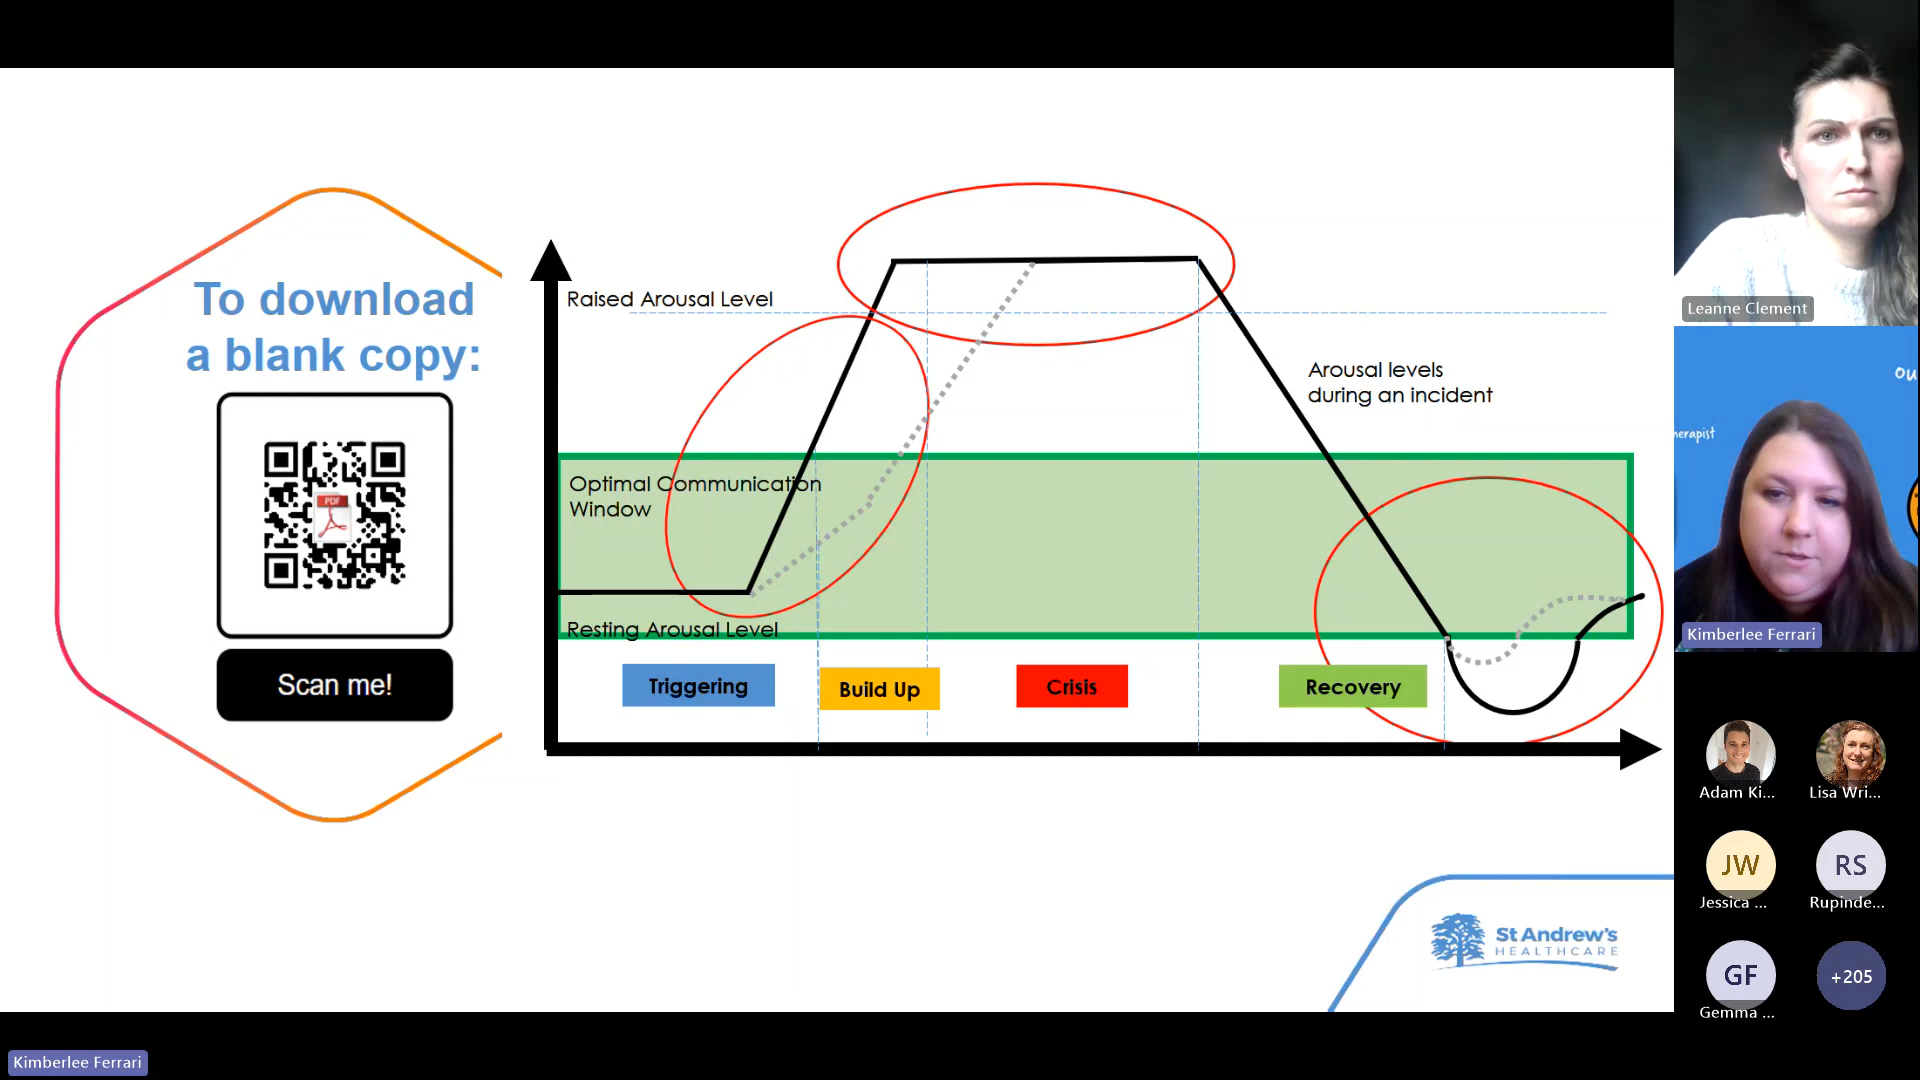 To download
a blank copy:
PDF
Scan me!
Raised Arousal Level
Arousal levels
during an incident
Optimal Communication
Window
Resting Arousal Level
Triggering
Build Up
Crisis
Recovery
St Andrew's
HEALTHCARE
Leanne Clement
ou
herapist
Kimberlee Ferrari
Adam Ki...
Lisa Wri...
JW
Jessica ...
RS
Rupinde...
GF
Gemma ...
+205
Kimberlee Ferrari